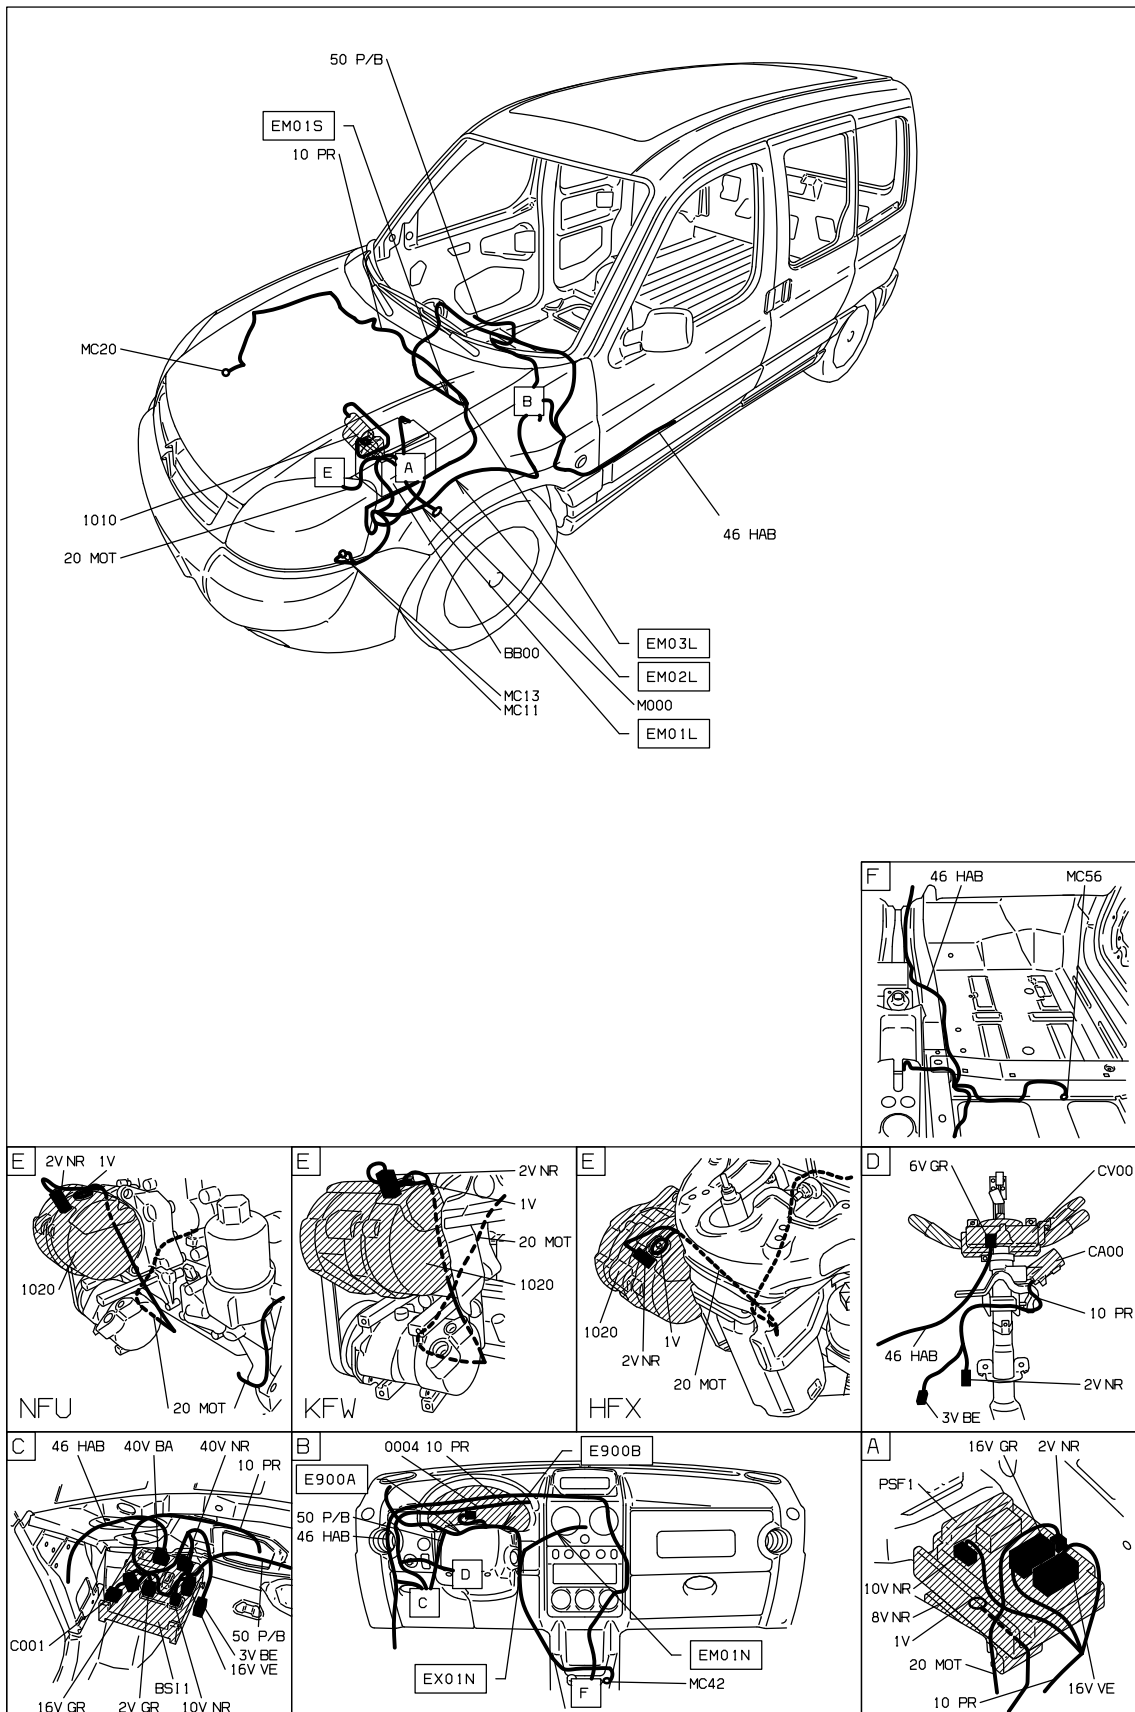 50 P/B
EM01S
10 PR
MC20
B
E
A
1010
20 MOT
46 HAB
BB00
EM03L
EM02L
MC13
MC11
M000
EM01L
F
46 HAB
MC56
E
2V NR
1V
1020
20 MOT
NFU
E
2V NR
1V
20 MOT
1020
KFW
E
1020
1V
2V NR
20 MOT
HFX
D
6V GR
CV00
CA00
10 PR
46 HAB
2V NR
3V BE
C
46 HAB
40V BA
40V NR
10 PR
C001
50 P/B
3V BE
16V VE
BSI1
16V GR
2V GR
10V NR
B
0004
10 PR
E900B
E900A
50 P/B
46 HAB
D
C
EM01N
EX01N
MC42
F
A
16V GR
2V NR
PSF1
10V NR
8V NR
1V
20 MOT
10 PR
16V VE